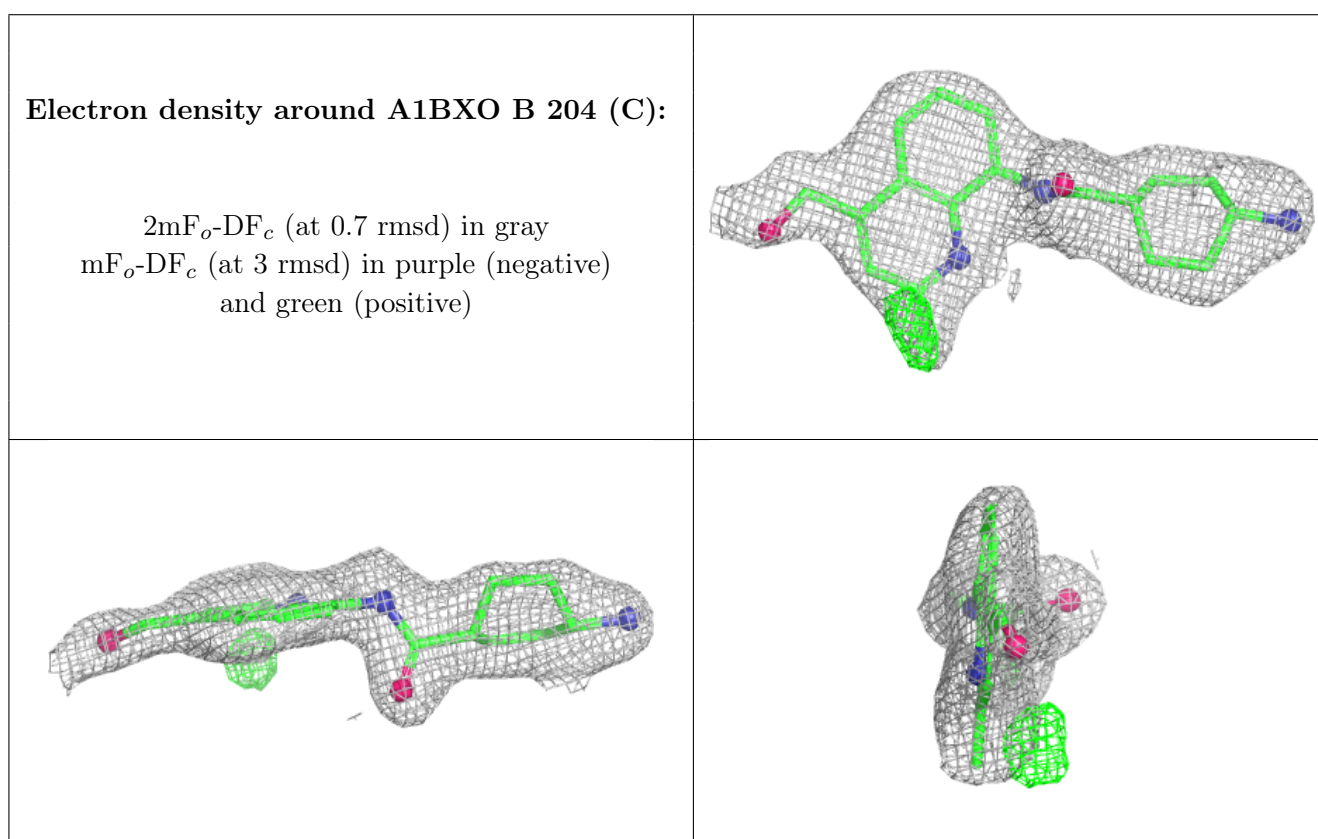 Electron density around A1BXO B 204 (C):
2mFo-DFc (at 0.7 rmsd) in gray
mFo-DFc (at 3 rmsd) in purple (negative)
and green (positive)